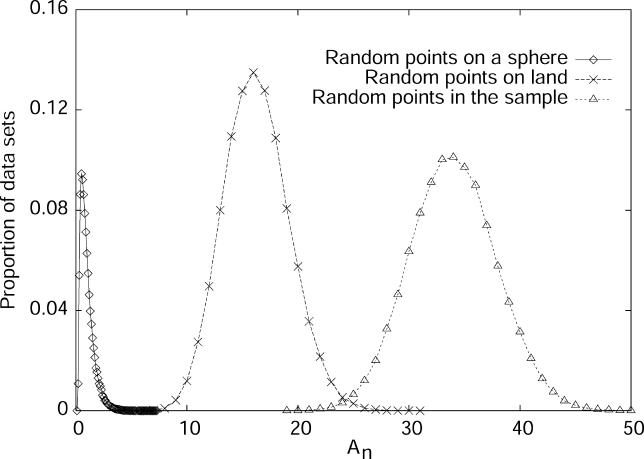 0.16
0.12
0.08
0.04
0
Proportion of data sets
Random points on a sphere
Random points on land
Random points in the sample
0 10 20 30 40 50
An